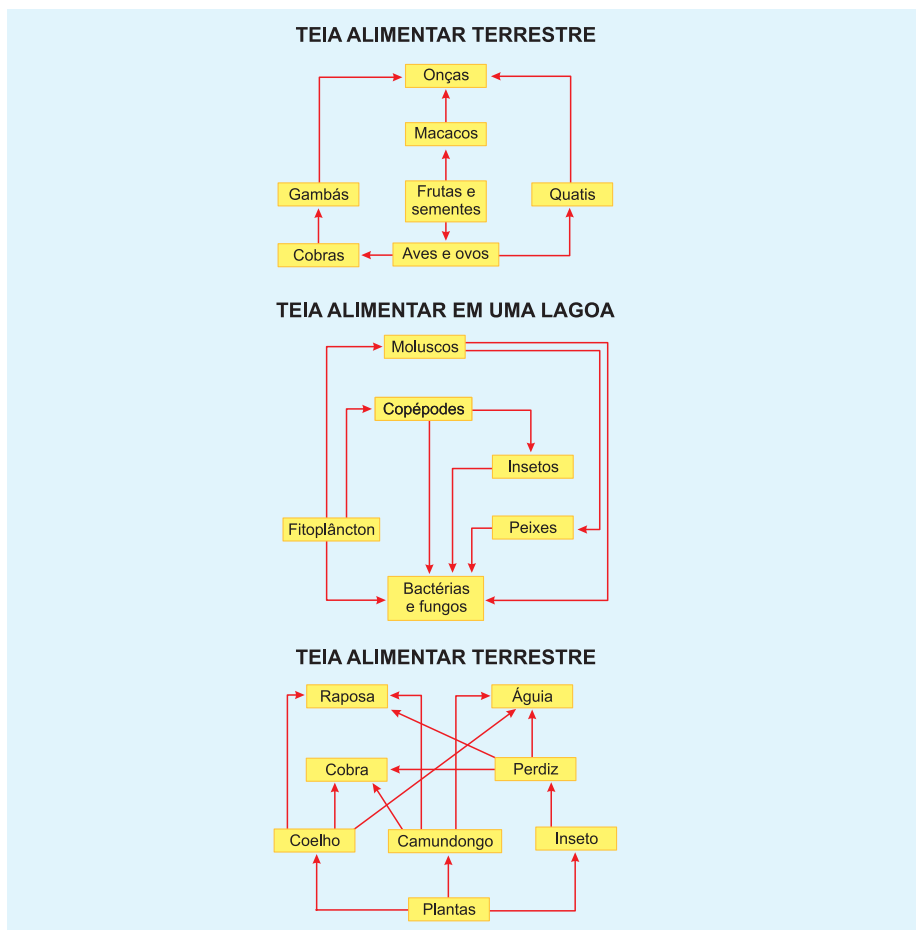 TEIA ALIMENTAR TERRESTRE
Onças
Macacos
Gambás
Frutas e
sementes
Quatis
Cobras
Aves e ovos
TEIA ALIMENTAR EM UMA LAGOA
Moluscos
Copépodes
Insetos
Fitoplâncton
Peixes
Bactérias
e fungos
TEIA ALIMENTAR TERRESTRE
Raposa
Águia
Cobra
Perdiz
Coelho
Camundongo
Inseto
Plantas